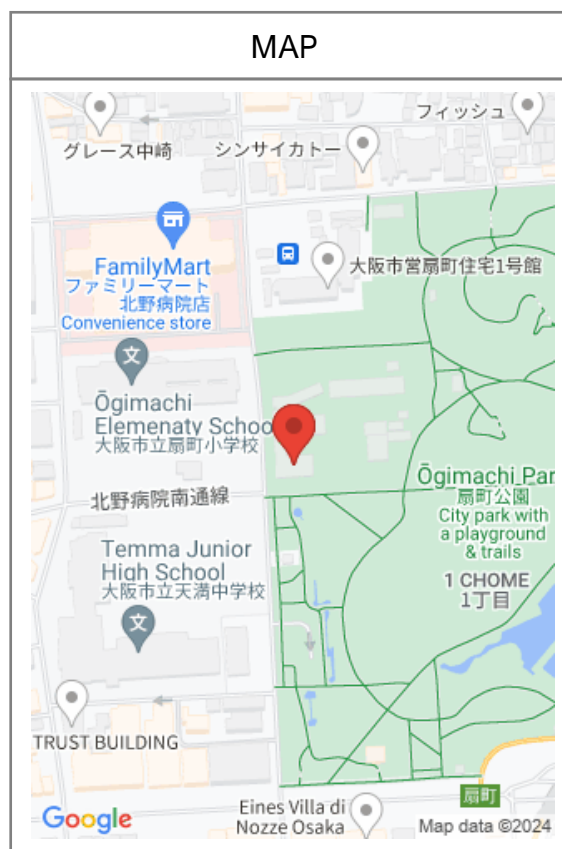 MAP
フィッシュ
グレース中崎
シンサイカトー
FamilyMart
ファミリーマート
北野病院店
Convenience store
大阪市営扇町住宅1号館
文
Ōgimachi
Elemenaty Schoo
大阪市立扇町小学校
Ōgimachi Par
扇町公園
City park with
a playground
& trails
北野病院南通線
Temma Junior
High School
大阪市立天満中学校
文
1 CHOME
1丁目
TRUST BUILDING
扇町
Eines Villa di
Nozze Osaka
Google
Map data ©2024